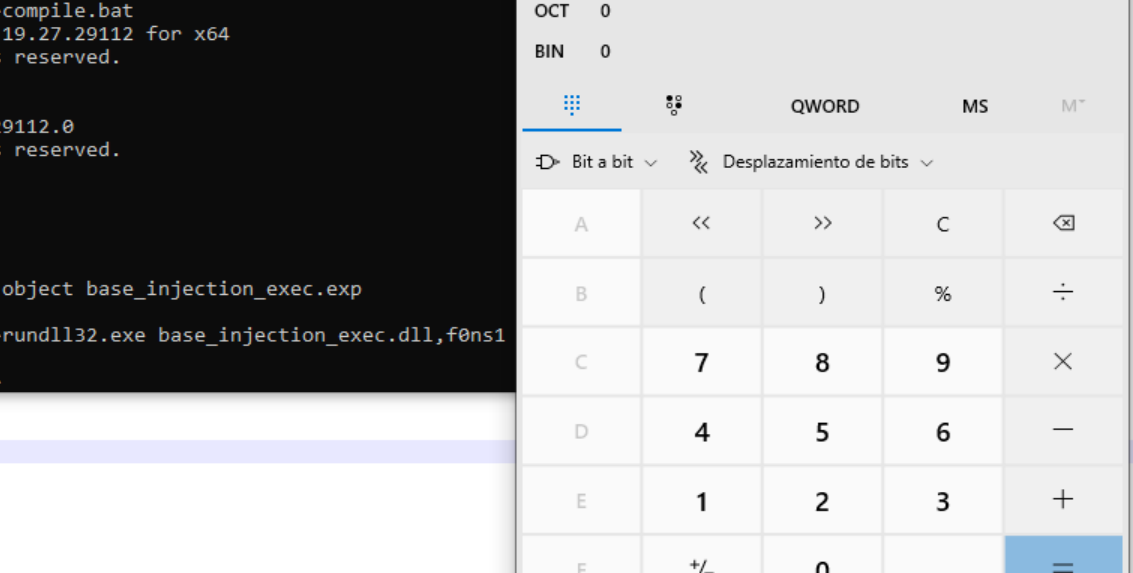 compile.bat
19.27.29112 for x64
reserved.
29112.0
reserved.
object base_injection_exec.exp
rundll32.exe base_injection_exec.dll,f0ns1
OCT 0
BIN 0
QWORD MS M
Bit a bit Desplazamiento de bits
A << >> C
B ( ) % ÷
C 7 8 9 ×
D 4 5 6 −
E 1 2 3 +
F +/− 0 =